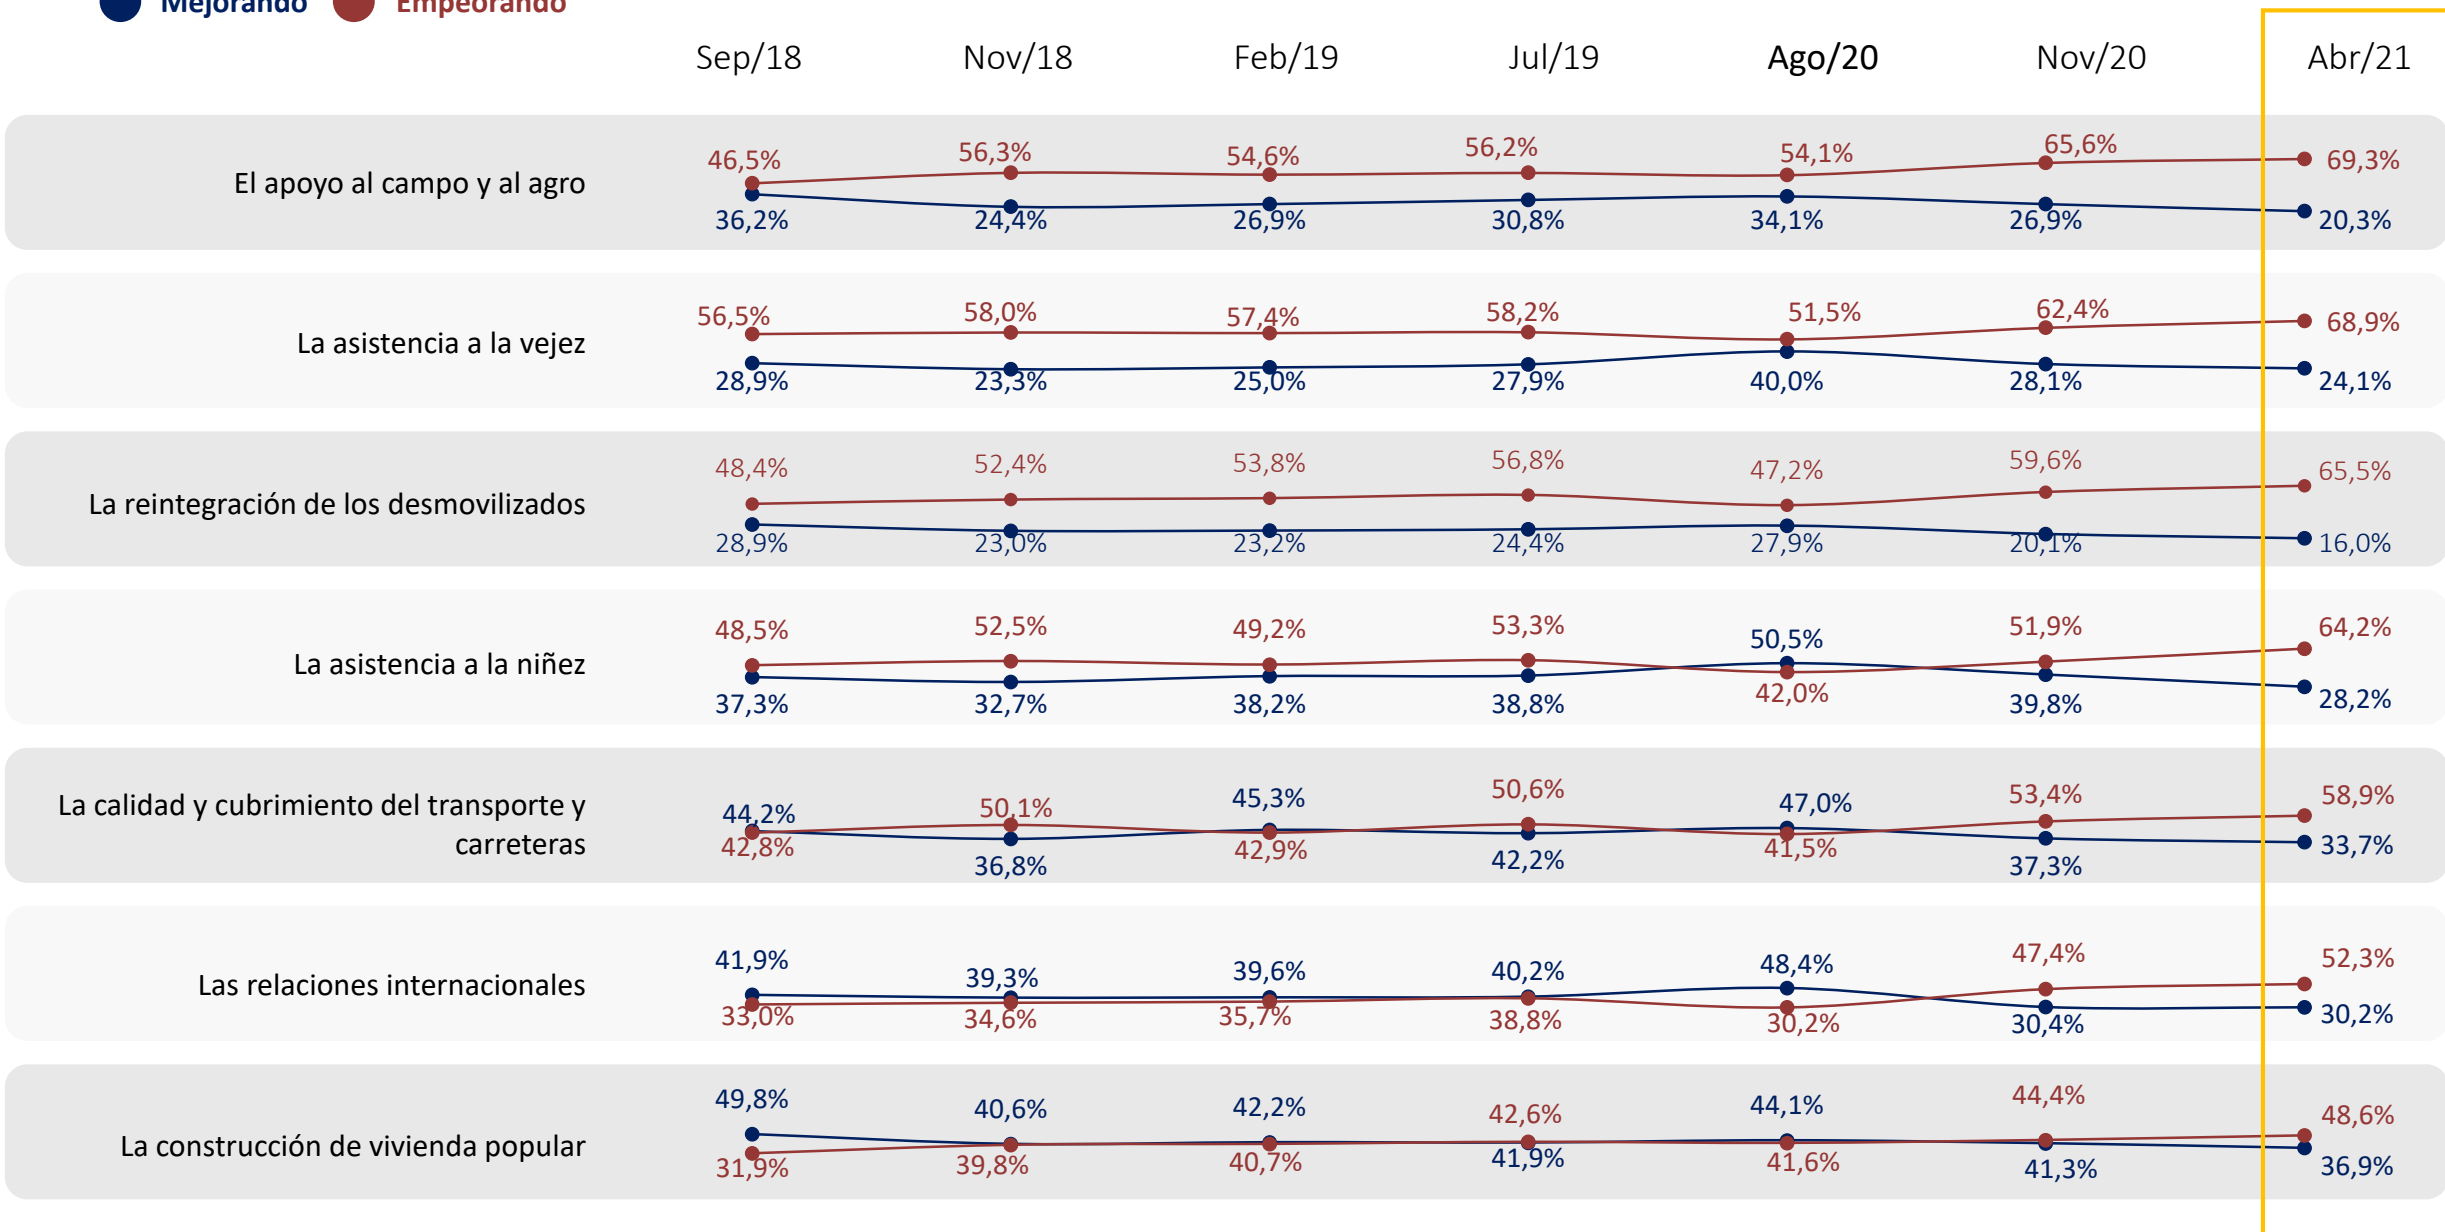 Mejorando Empeorando
Sep/18 Nov/18 Feb/19 Jul/19 Ago/20 Nov/20 Abr/21
46,5% 56,3% 54,6% 56,2% 54,1% 65,6% 69,3%
El apoyo al campo y al agro
36,2% 24,4% 26,9% 30,8% 34,1% 26,9% 20,3%
56,5% 58,0% 57,4% 58,2% 51,5% 62,4% 68,9%
La asistencia a la vejez
28,9% 23,3% 25,0% 27,9% 40,0% 28,1% 24,1%
48,4% 52,4% 53,8% 56,8% 47,2% 59,6% 65,5%
La reintegración de los desmovilizados
28,9% 23,0% 23,2% 24,4% 27,9% 20,1% 16,0%
48,5% 52,5% 49,2% 53,3% 50,5% 51,9% 64,2%
La asistencia a la niñez
37,3% 32,7% 38,2% 38,8% 42,0% 39,8% 28,2%
44,2% 50,1% 45,3% 50,6% 47,0% 53,4% 58,9%
La calidad y cubrimiento del transporte y
carreteras
42,8% 36,8% 42,9% 42,2% 41,5% 37,3% 33,7%
41,9% 39,3% 39,6% 40,2% 48,4% 47,4% 52,3%
Las relaciones internacionales
33,0% 34,6% 35,7% 38,8% 30,2% 30,4% 30,2%
49,8% 40,6% 42,2% 42,6% 44,1% 44,4% 48,6%
La construcción de vivienda popular
31,9% 39,8% 40,7% 41,9% 41,6% 41,3% 36,9%